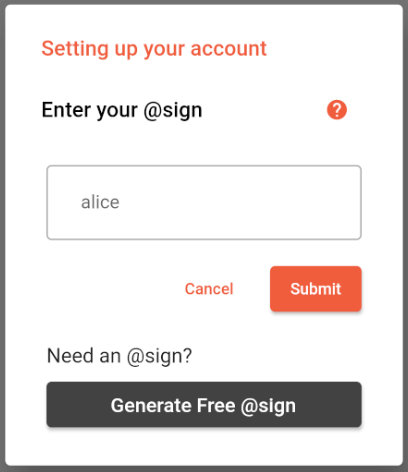 Setting up your account
Enter your @sign
?
alice
Cancel
Submit
Need an @sign?
Generate Free @sign